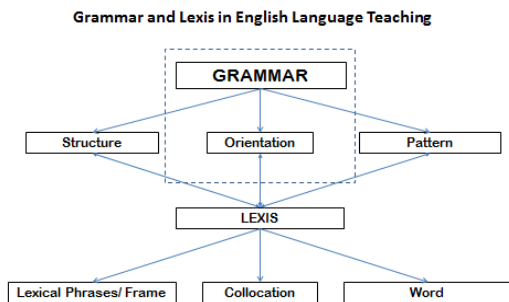 Grammar and Lexis in English Language Teaching
GRAMMAR
Structure
Orientation
Pattern
LEXIS
Lexical Phrases/ Frame
Collocation
Word